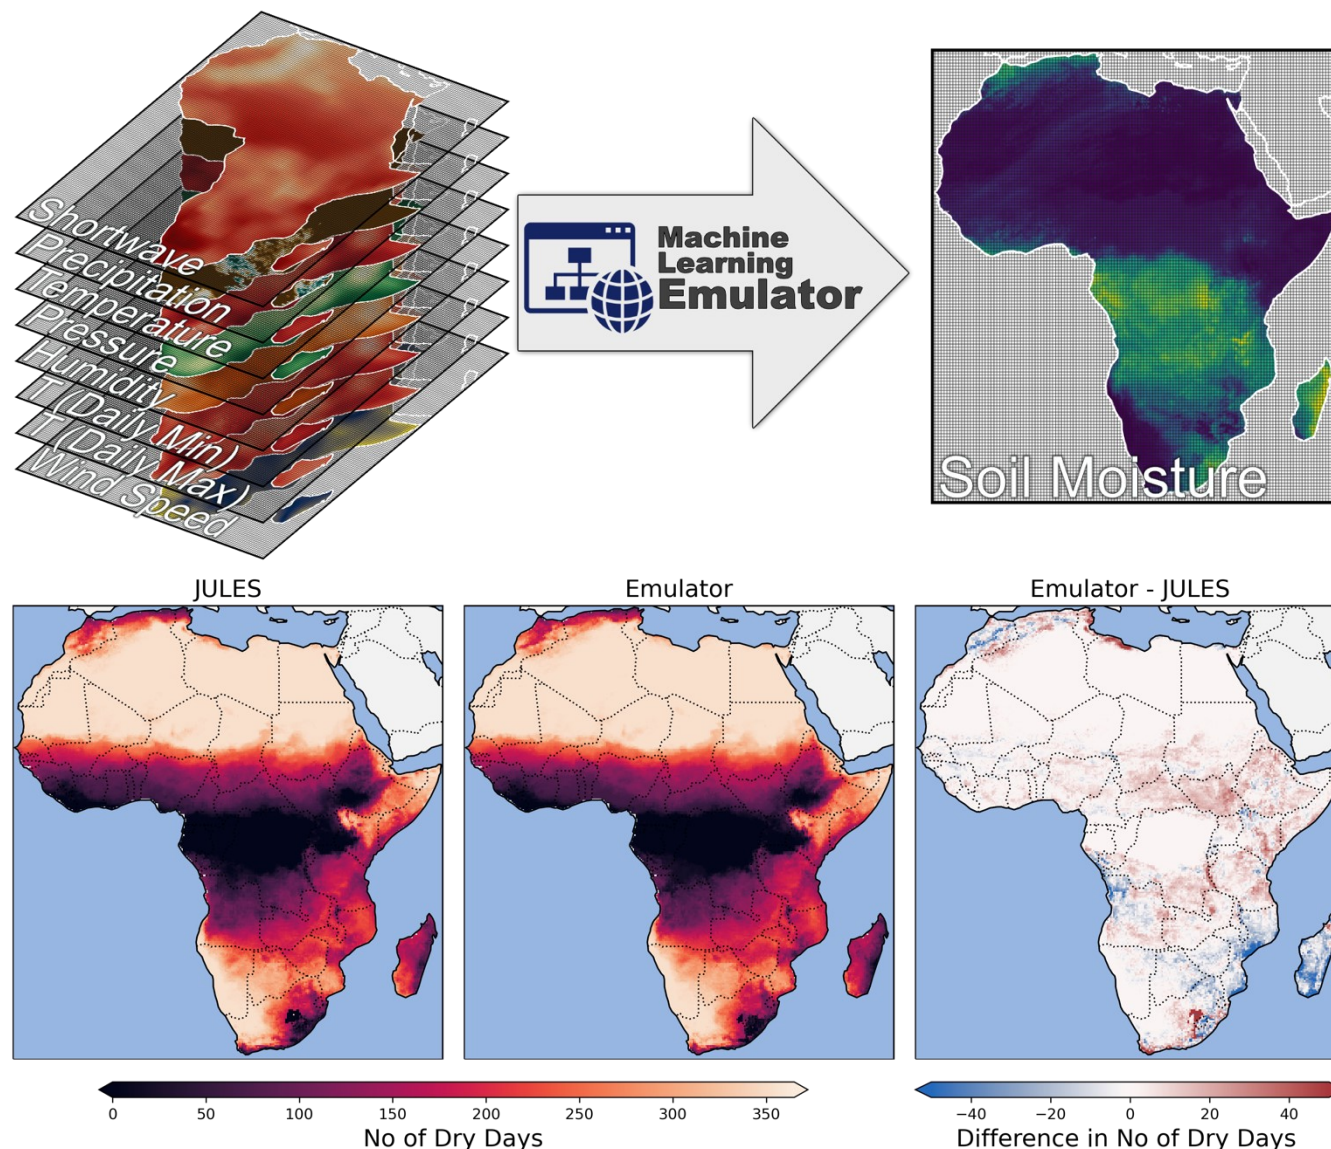 Shortwave
Precipitation
Temperature
Pressure
Humidity
T (Daily Min)
T (Daily Max)
Wind Speed
Machine
Learning
Emulator
Soil Moisture
JULES
Emulator
Emulator - JULES
0 50 100 150 200 250 300 350
No of Dry Days
−40 −20 0 20 40
Difference in No of Dry Days